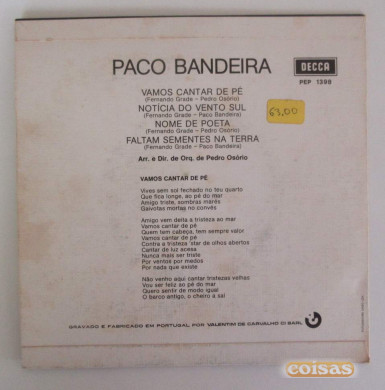 PACO BANDEIRA
DECCA
PEP 1398
VAMOS CANTAR DE PÉ
(Fernando Grade - Pedro Osório)
NOTÍCIA DO VENTO SUL
(Fernando Grade - Paco Bandeira)
63,00
NOME DE POETA
(Fernando Grade - Pedro Osório)
FALTAM SEMENTES NA TERRA
(Fernando Grade - Paco Bandeira)
Arr. e Dir. de Orq. de Pedro Osório
VAMOS CANTAR DE PÉ
Vives sem sol fechado no teu quarto
Que fica longe, ao pé do mar
Amigo triste, sombras marés
Gaivotas mortas no convés
Amigo vem deita a tristeza ao mar
Vamos cantar de pé
Quem tem cabeça, tem sempre valor
Vamos cantar de pé
Contra a tristeza 'star de olhos abertos
Cantar de luz acesa
Nunca mais ser triste
Por ventos por medos
Por nada que existe
Não venho aqui cantar tristezas velhas
Vou ser feliz ao pé do mar
Quero sentir de modo igual
O barco antigo, o cheiro a sal
GRAVADO E FABRICADO EM PORTUGAL POR VALENTIM DE CARVALHO CI SARL
coisas